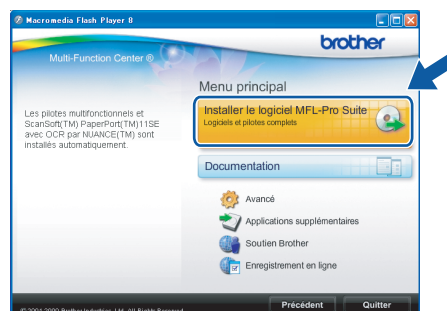 Macromedia Flash Player 8
brother
Multi-Function Center ®
Menu principal
Installer le logiciel MFL-Pro Suite
Logiciels et pilotes complets
Les pilotes multifonctionnels et
ScanSoft(TM) PaperPort(TM)11SE
avec OCR par NUANCE(TM) sont
installés automatiquement.
Documentation
Avancé
Applications supplémentaires
Soutien Brother
Enregistrement en ligne
Précédent
Quitter